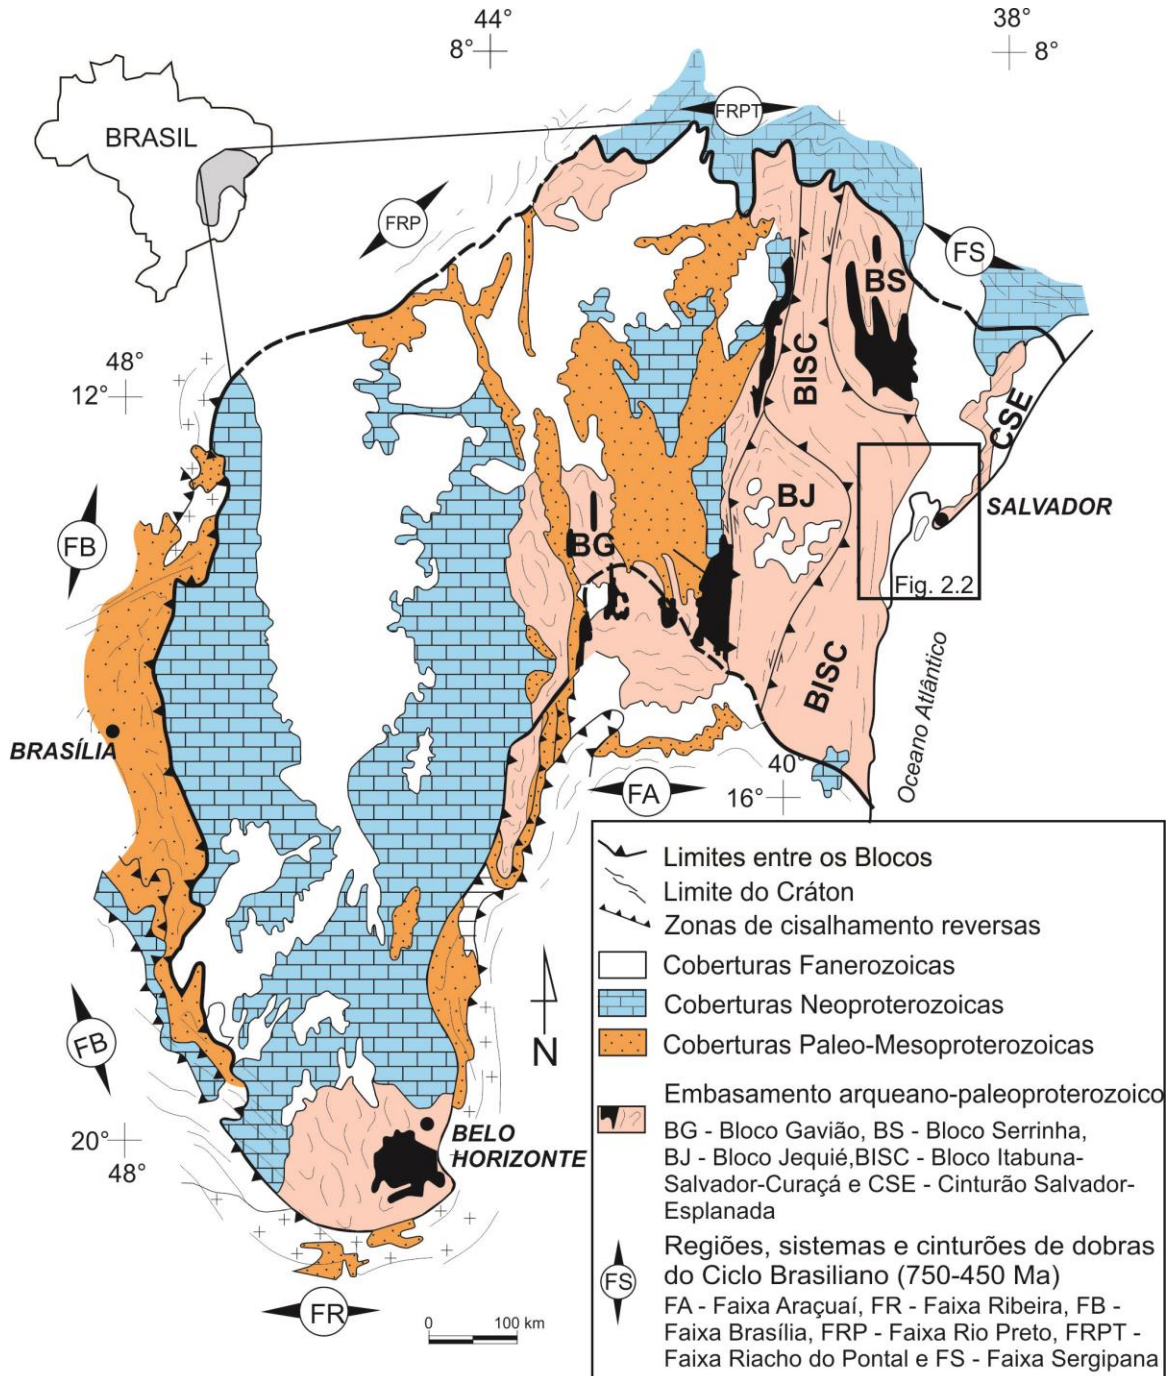 44°
38°
8°
8°
BRASIL
FRPT
FRP
FS
BS
48°
12°
BISC
CSE
BJ
SALVADOR
FB
BG
Fig. 2.2
BISC
Oceano Atlântico
BRASÍLIA
40°
16°
FA
Limites entre os Blocos
Limite do Cráton
Zonas de cisalhamento reversas
Coberturas Fanerozoicas
Coberturas Neoproterozoicas
Coberturas Paleo-Mesoproterozoicas
N
FB
Embasamento arqueano-paleoproterozoico
BG - Bloco Gavião, BS - Bloco Serrinha,
BJ - Bloco Jequié,BISC - Bloco Itabuna-
Salvador-Curaçá e CSE - Cinturão Salvador-
Esplanada
20°
48°
BELO
HORIZONTE
Regiões, sistemas e cinturões de dobras
do Ciclo Brasiliano (750-450 Ma)
FS
FA - Faixa Araçuaí, FR - Faixa Ribeira, FB -
Faixa Brasília, FRP - Faixa Rio Preto, FRPT -
Faixa Riacho do Pontal e FS - Faixa Sergipana
FR
0 100 km